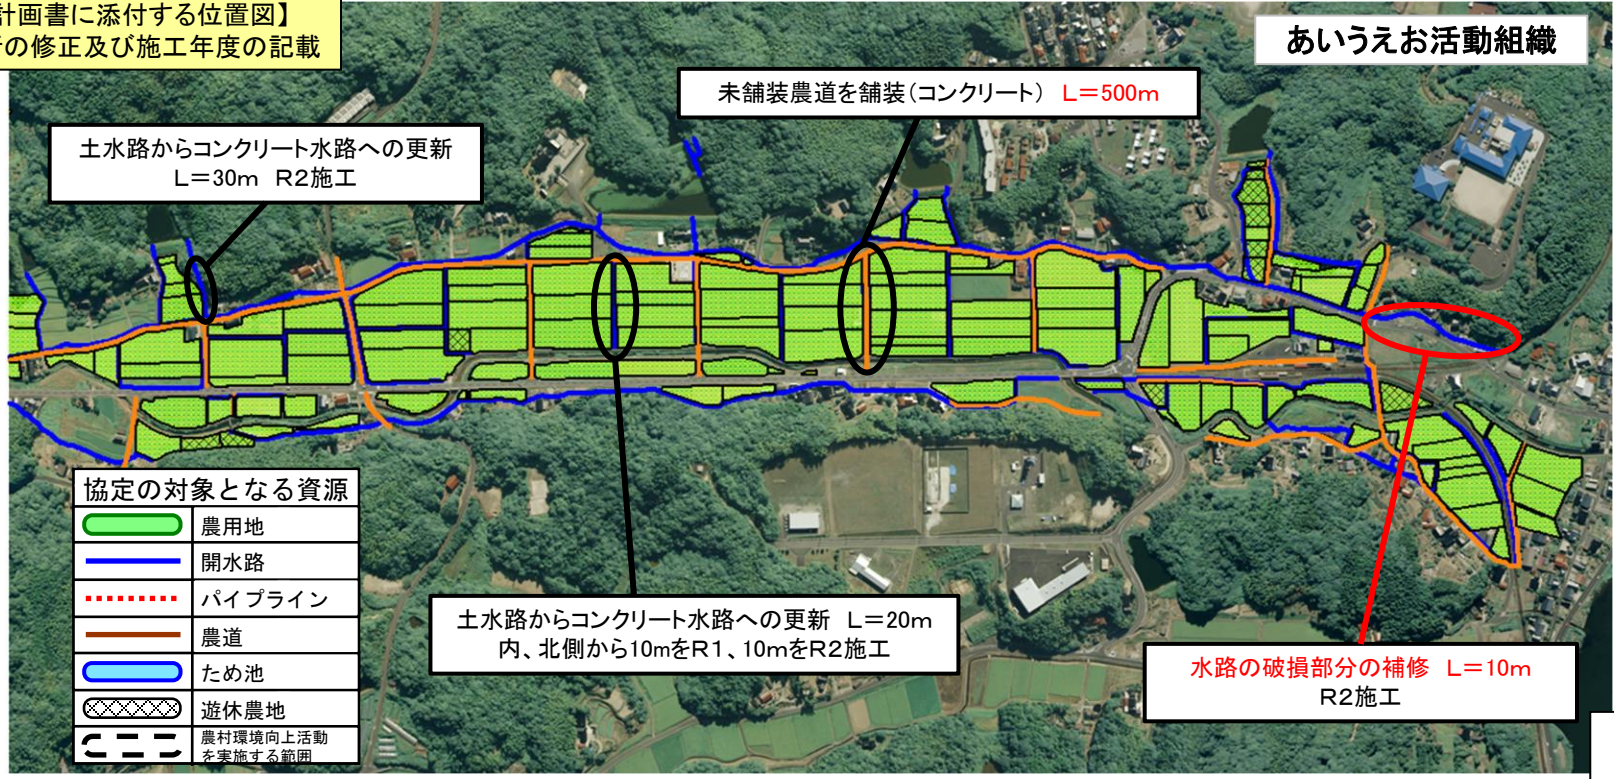 計画書に添付する位置図】
の修正及び施工年度の記載
あいうえお活動組織
未舗装農道を舗装(コンクリート) L=500m
土水路からコンクリート水路への更新
L=30m R2施工
協定の対象となる資源
農用地
開水路
パイプライン
農道
ため池
遊休農地
農村環境向上活動
を実施する範囲
土水路からコンクリート水路への更新 L=20m
内、北側から10mをR1、10mをR2施工
水路の破損部分の補修 L=10m
R2施工